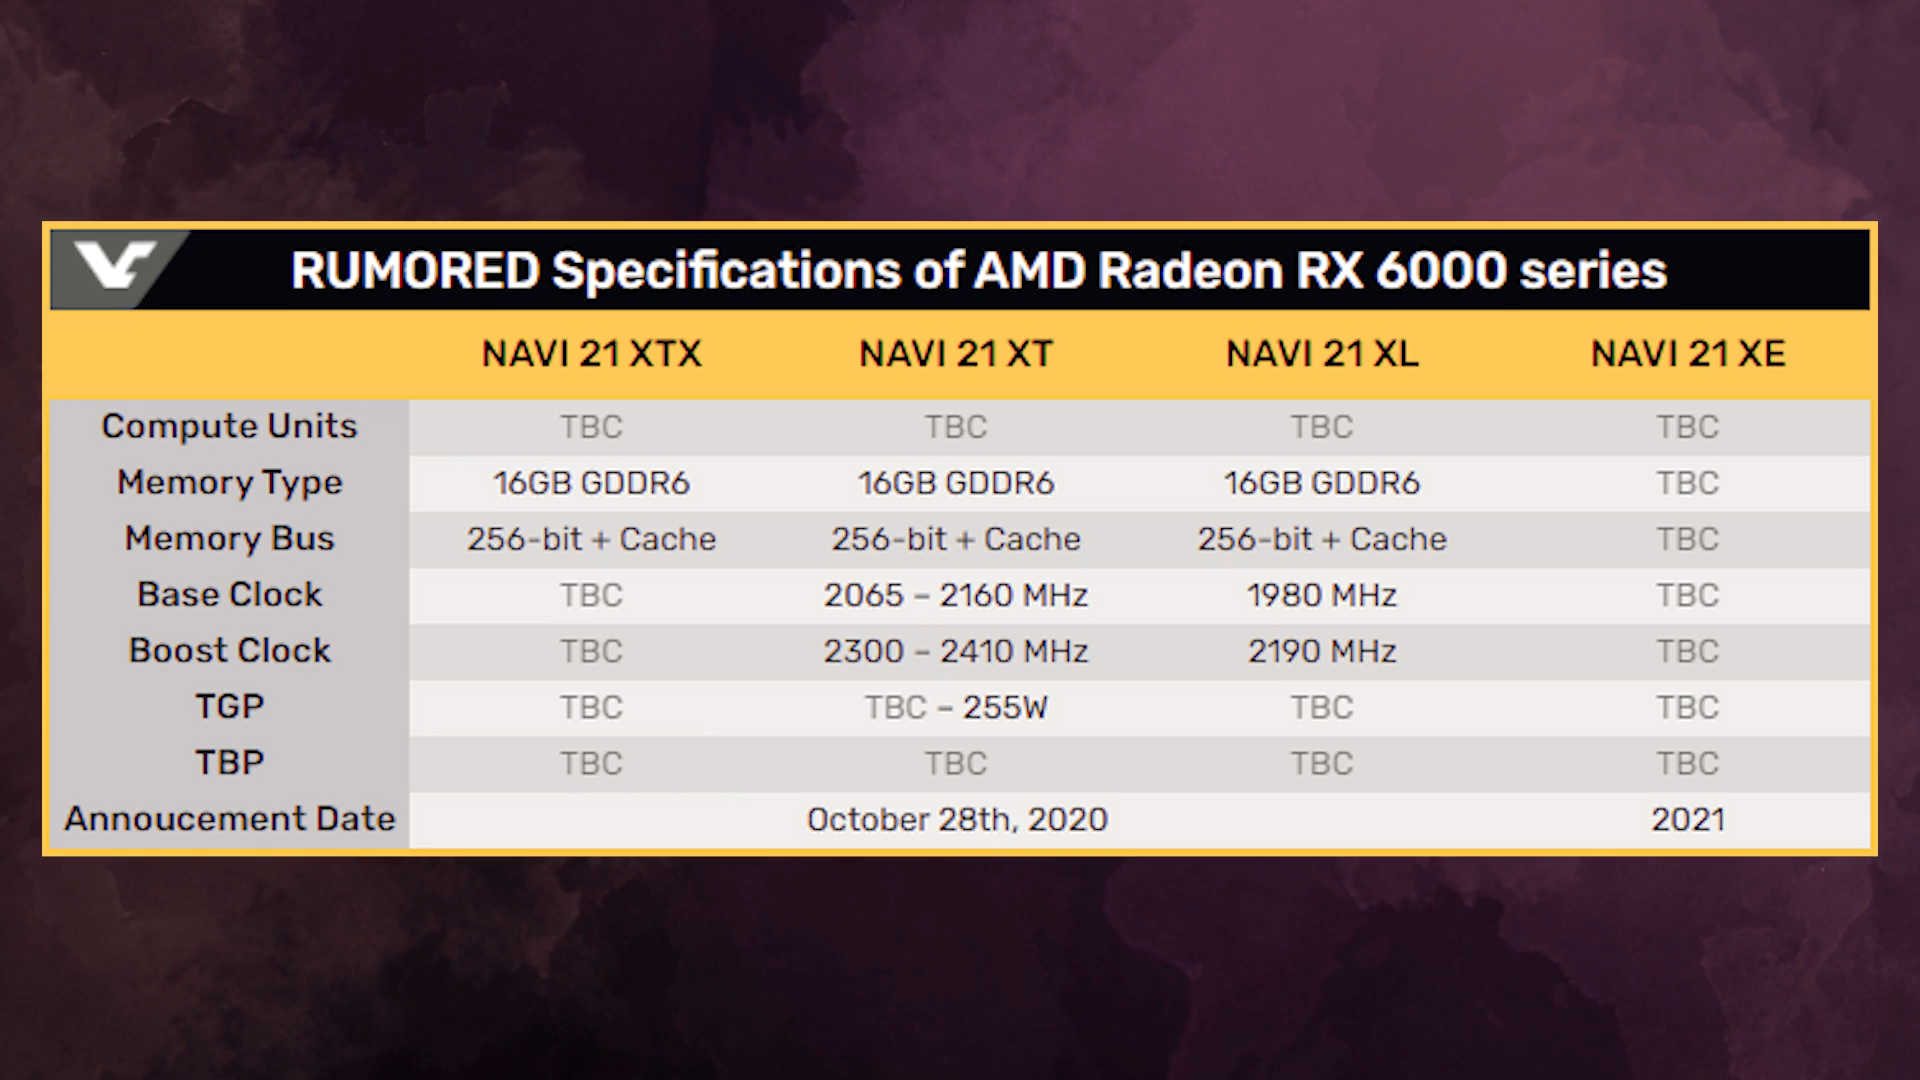 RUMORED Specifications of AMD Radeon RX 6000 series
NAVI 21 XTX NAVI 21 XT NAVI 21 XL NAVI 21 XE
Compute Units TBC TBC TBC TBC
Memory Type 16GB GDDR6 16GB GDDR6 16GB GDDR6 TBC
Memory Bus 256-bit + Cache 256-bit + Cache 256-bit + Cache TBC
Base Clock TBC 2065 – 2160 MHz 1980 MHz TBC
Boost Clock TBC 2300 – 2410 MHz 2190 MHz TBC
TGP TBC TBC – 255W TBC TBC
TBP TBC TBC TBC TBC
Annoucement Date October 28th, 2020 2021